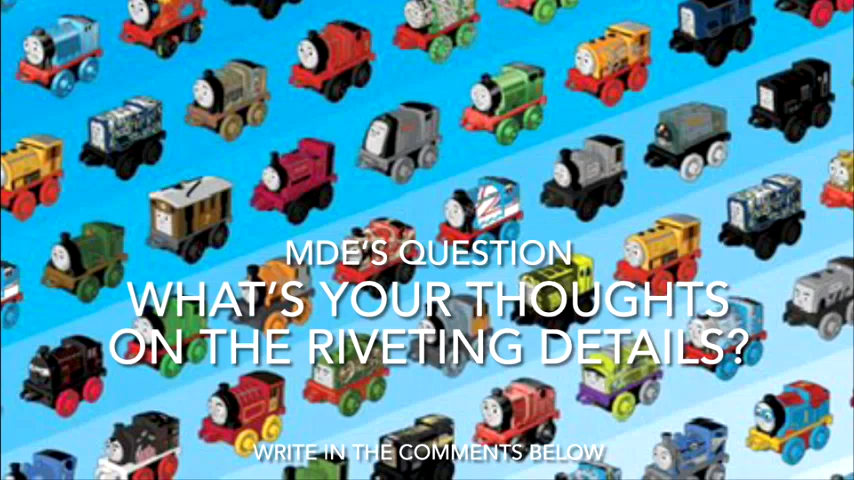 MDE'S QUESTION
WHAT'S YOUR THOUGHTS
ON THE RIVETING DETAILS?
WRITE IN THE COMMENTS BELOW